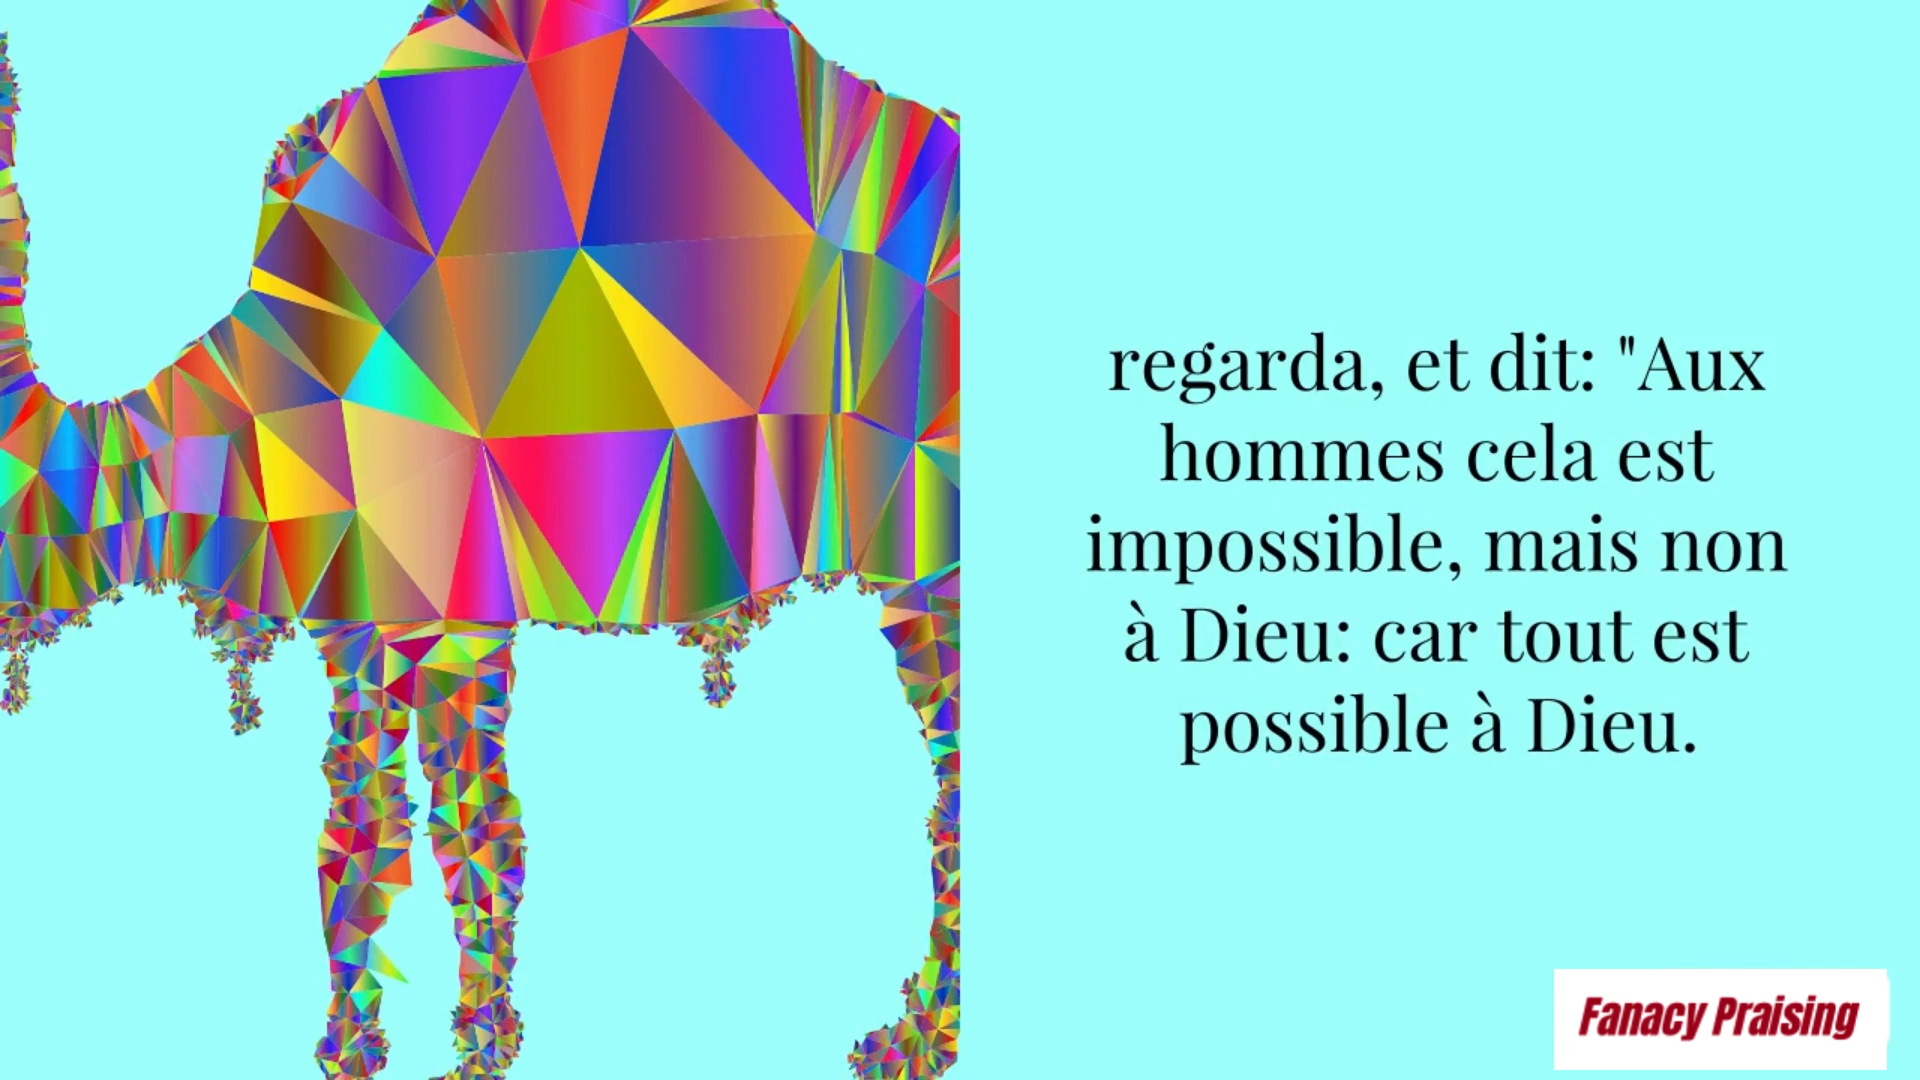 regarda, et dit: "Aux
hommes cela est
impossible, mais non
à Dieu: car tout est
possible à Dieu.
Fanacy Praising